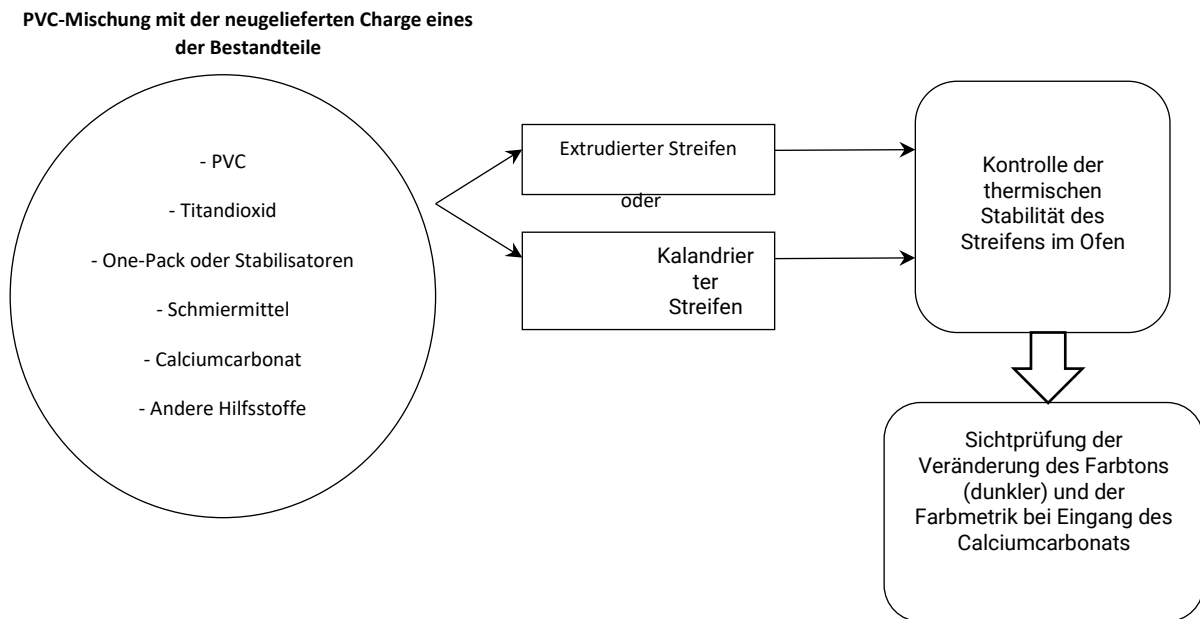 PVC-Mischung mit der neugelieferten Charge eines
der Bestandteile
- PVC
- Titandioxid
- One-Pack oder Stabilisatoren
- Schmiermittel
- Calciumcarbonat
- Andere Hilfsstoffe
Extrudierter Streifen
oder
Kalandrier
ter
Streifen
Kontrolle der
thermischen
Stabilität des
Streifens im Ofen
Sichtprüfung der
Veränderung des Farbtons
(dunkler) und der
Farbmetrik bei Eingang des
Calciumcarbonats